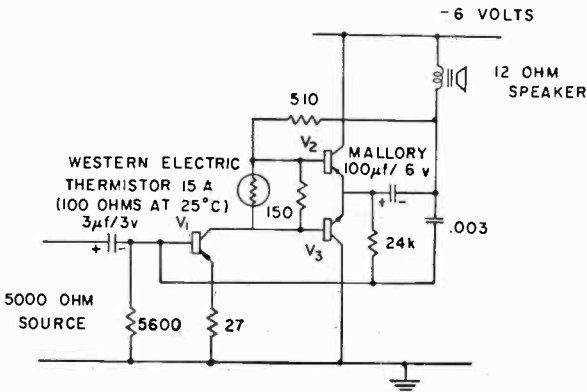 -6 VOLTS
12 OHM
SPEAKER
510
V2
MALLORY
100μf/ 6 v
WESTERN ELECTRIC
THERMISTOR 15 A
(100 OHMS AT 25°C)
3μf/3v
V1
150
+ -
+ -
V3
24k
.003
5000 OHM
SOURCE
5600
27